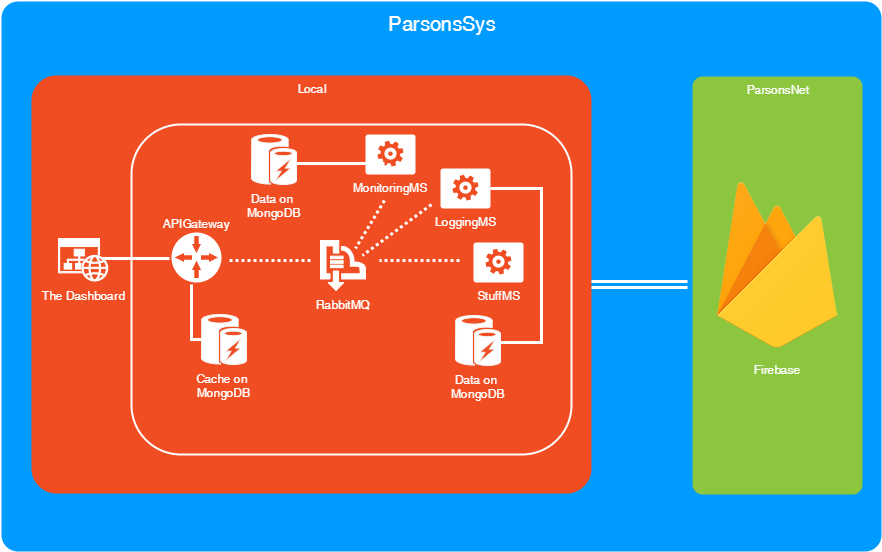 ParsonsSys
Local
ParsonsNet
MonitoringMS
Data on
MongoDB
LoggingMS
APIGateway
The Dashboard
RabbitMQ
StuffMS
Cache on
MongoDB
Data on
MongoDB
Firebase